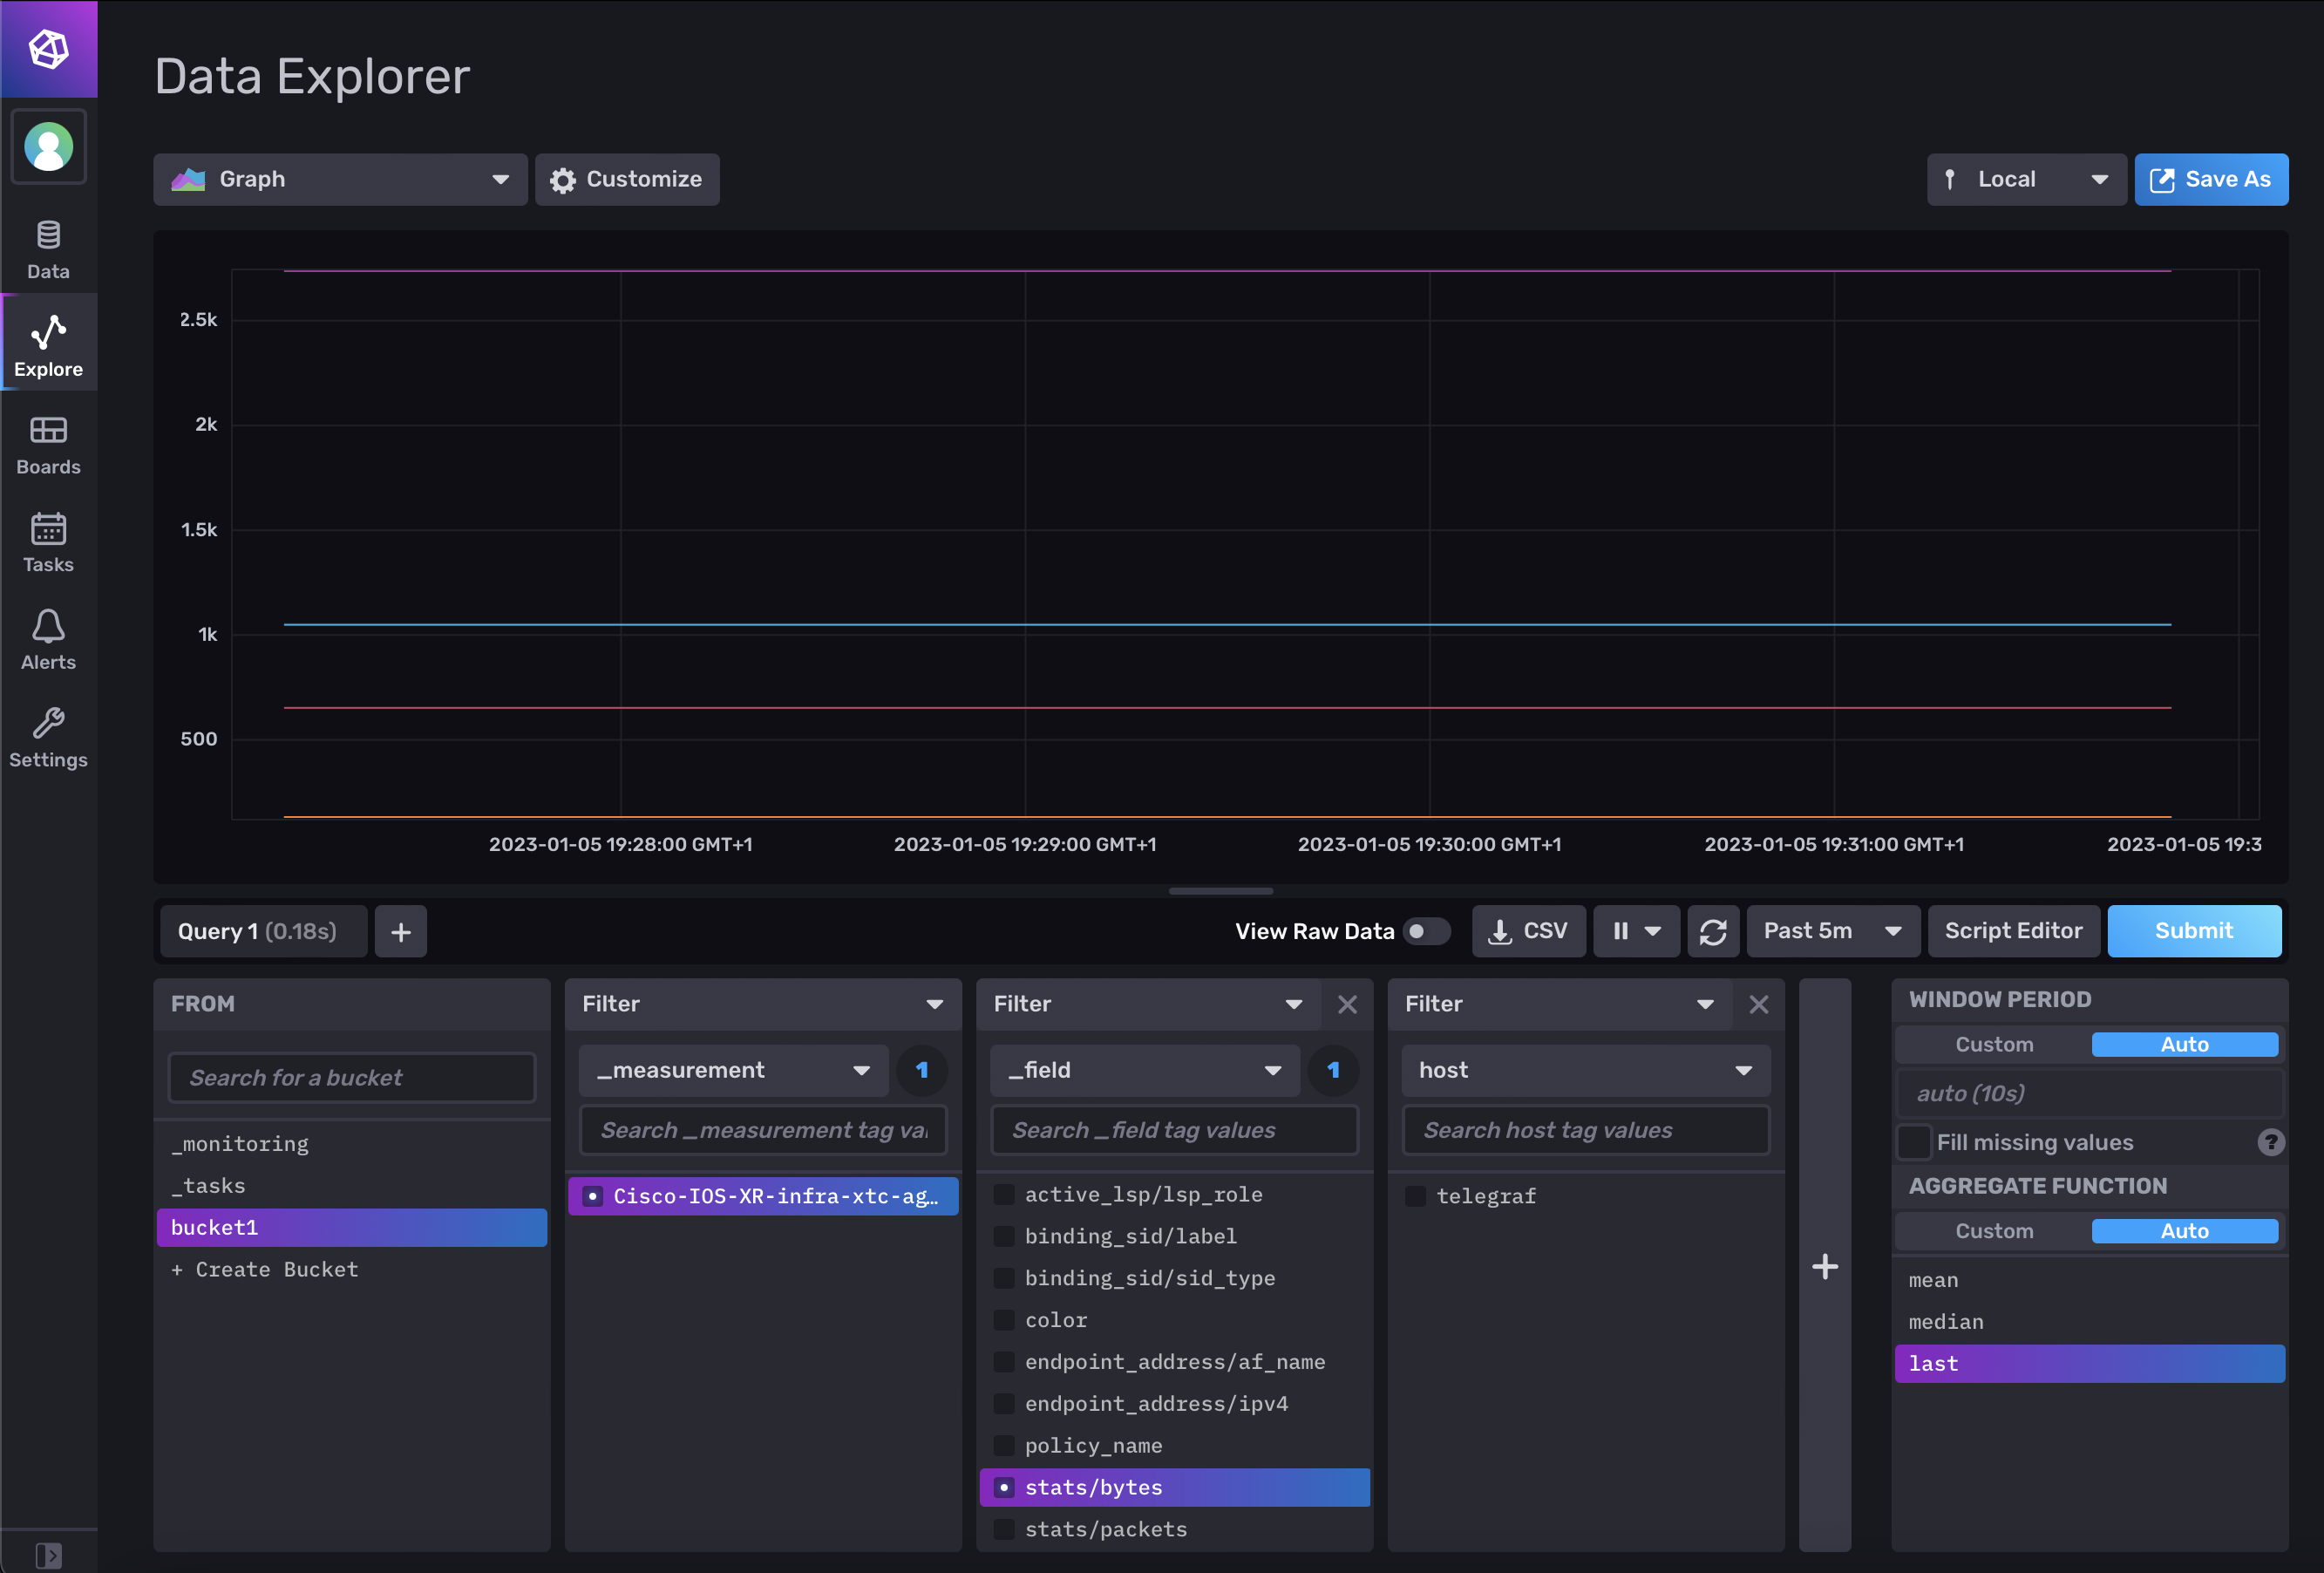 Data Explorer
Graph
Customize
Local
Save As
Data
Explore
Boards
Tasks
Alerts
Settings
2.5k
2k
1.5k
1k
500
2023-01-05 19:28:00 GMT+1
2023-01-05 19:29:00 GMT+1
2023-01-05 19:30:00 GMT+1
2023-01-05 19:31:00 GMT+1
2023-01-05 19:3
Query 1 (0.18s)
+
View Raw Data
CSV
Past 5m
Script Editor
Submit
FROM
Search for a bucket
_monitoring
_tasks
bucket1
+ Create Bucket
Filter
_measurement
1
Search _measurement tag va
Cisco-IOS-XR-infra-xtc-ag…
Filter
_field
1
Search _field tag values
active_lsp/lsp_role
binding_sid/label
binding_sid/sid_type
color
endpoint_address/af_name
endpoint_address/ipv4
policy_name
stats/bytes
stats/packets
Filter
host
Search host tag values
telegraf
+
WINDOW PERIOD
Custom
Auto
auto (10s)
Fill missing values
?
AGGREGATE FUNCTION
Custom
Auto
mean
median
last